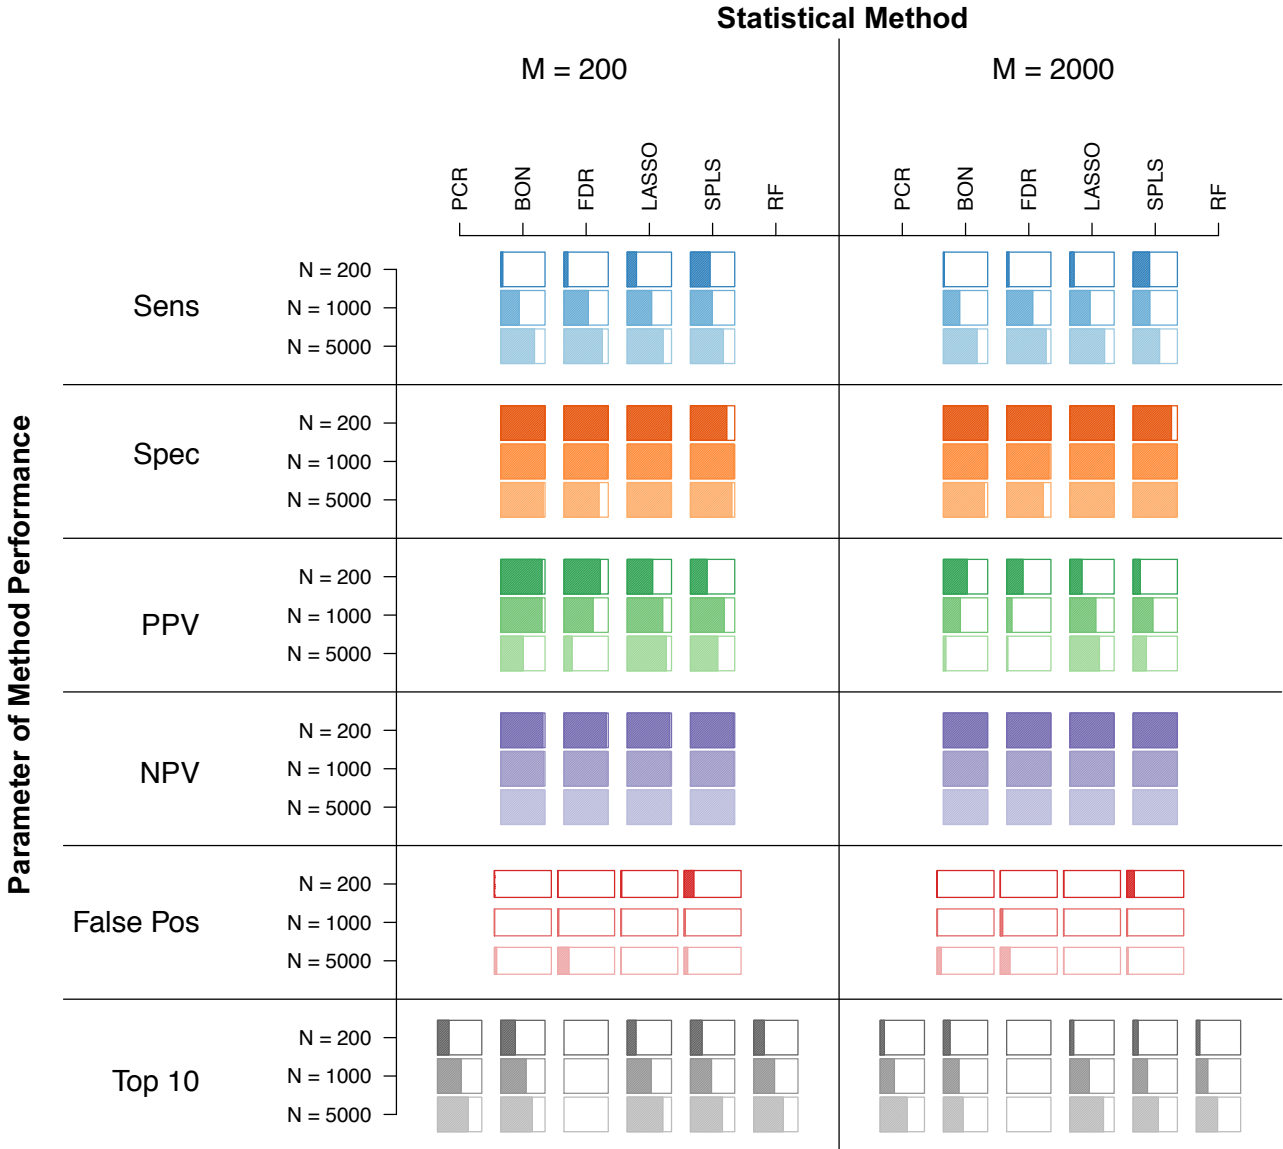 Statistical Method
M = 200
M = 2000
PCR
BON
FDR
LASSO
SPLS
RF
PCR
BON
FDR
LASSO
SPLS
RF
Parameter of Method Performance
Sens
N = 200
N = 1000
N = 5000
Spec
N = 200
N = 1000
N = 5000
PPV
N = 200
N = 1000
N = 5000
NPV
N = 200
N = 1000
N = 5000
False Pos
N = 200
N = 1000
N = 5000
Top 10
N = 200
N = 1000
N = 5000